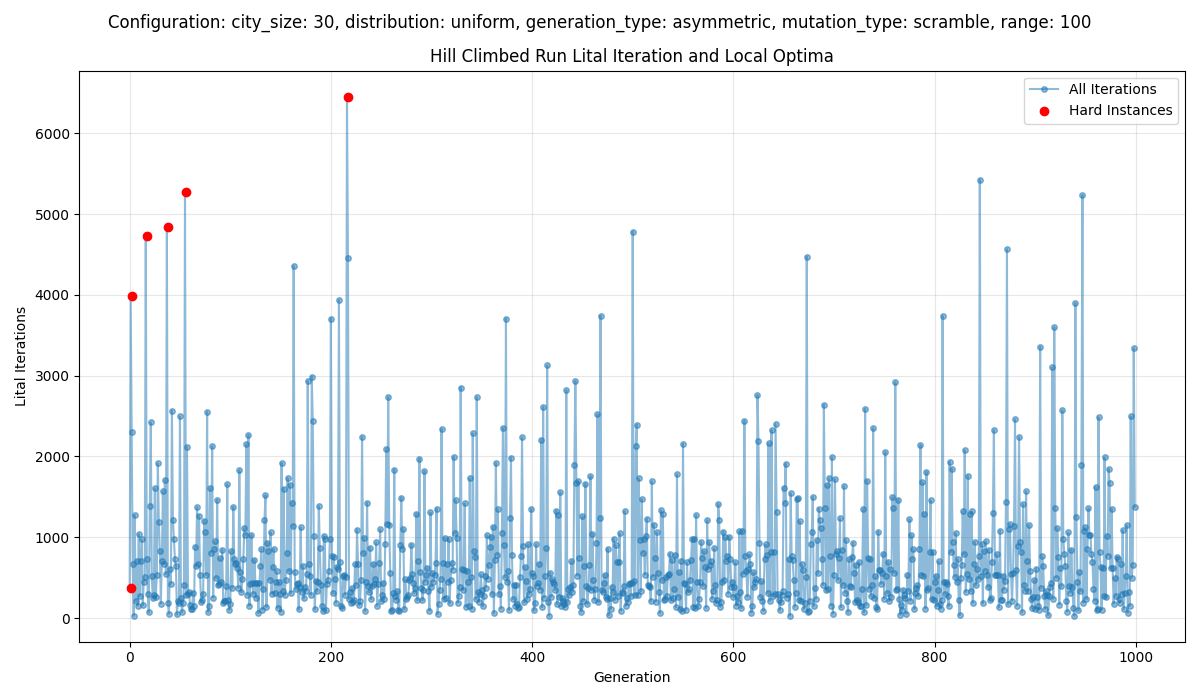 Configuration: city_size: 30, distribution: uniform, generation_type: asymmetric, mutation_type: scramble, range: 100
Hill Climbed Run Lital Iteration and Local Optima
All Iterations
Hard Instances
Lital Iterations
6000
5000
4000
3000
2000
1000
0
0 200 400 600 800 1000
Generation